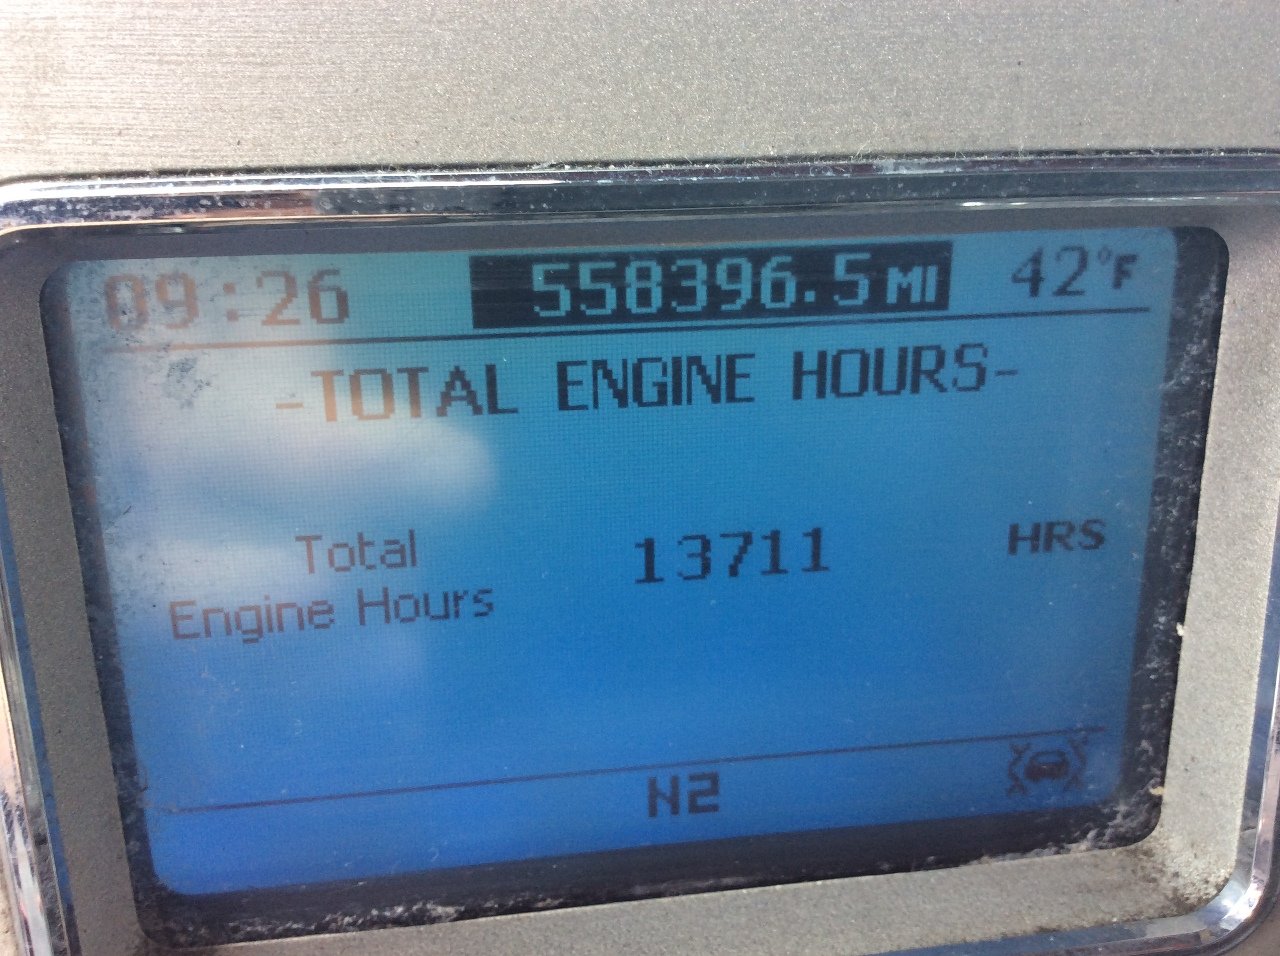 09:26 558396.5 MI 42°F
-TOTAL ENGINE HOURS-
Total
Engine Hours 13711 HRS
N2